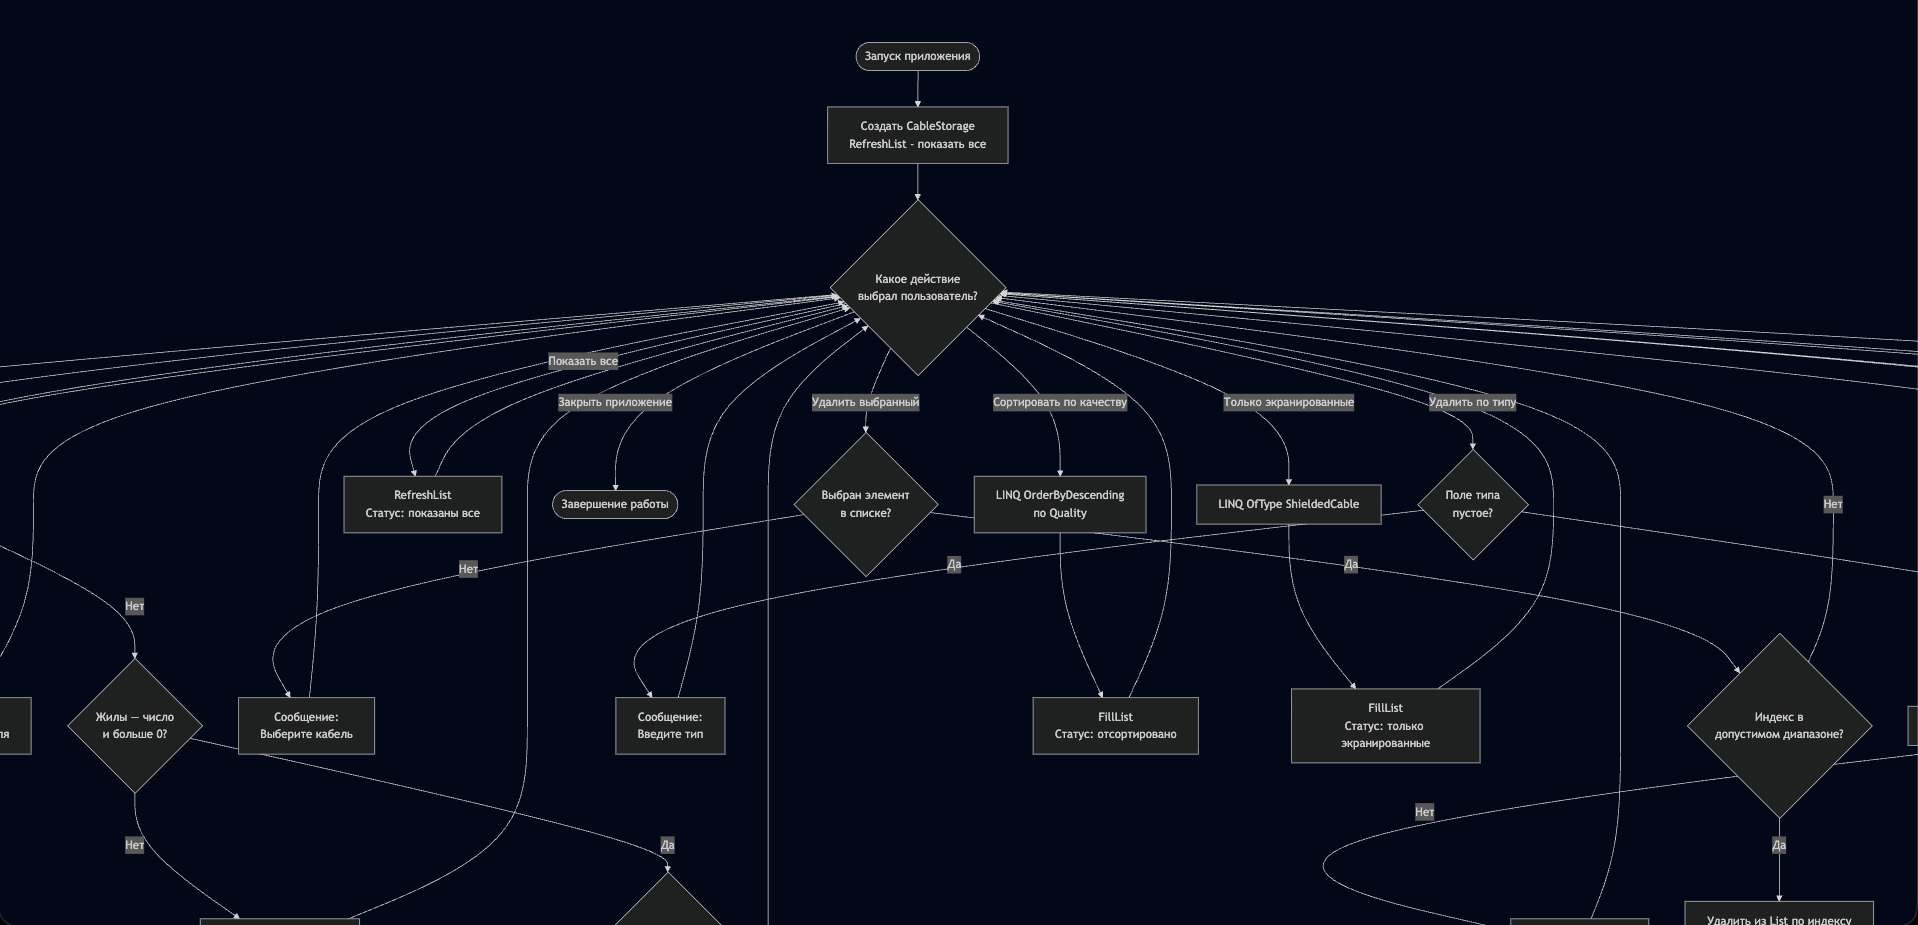 Запуск приложения
Создать CableStorage
RefreshList - показать все
Какое действие
выбрал пользователь?
Показать все
Закрыть приложение
Удалить выбранный
Сортировать по качеству
Только экранированные
Удалить по типу
RefreshList
Статус: показаны все
Завершение работы
Выбран элемент
в списке?
LINQ OrderByDescending
по Quality
LINQ OfType ShieldedCable
Поле типа
пустое?
Нет
Нет
Да
Да
Нет
Жилы — число
и больше 0?
Сообщение:
Выберите кабель
Сообщение:
Введите тип
FillList
Статус: отсортировано
FillList
Статус: только
экранированные
Индекс в
допустимом диапазоне?
Нет
Нет
Да
Да
Удалить из List по индексу